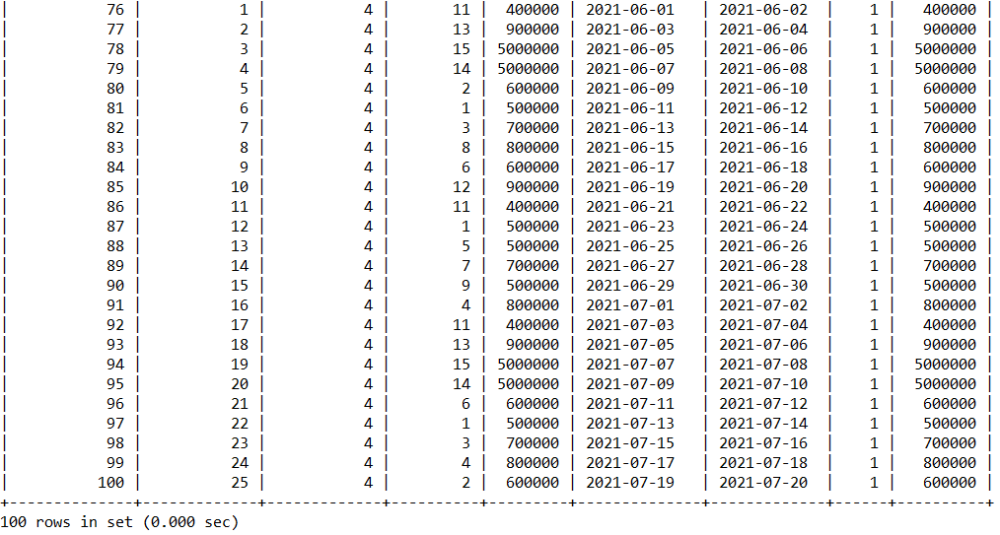 |          76 |           1 |           4 |        11 |  400000 | 2021-06-01   | 2021-06-02  |    1 |   400000 |
|          77 |           2 |           4 |        13 |  900000 | 2021-06-03   | 2021-06-04  |    1 |   900000 |
|          78 |           3 |           4 |        15 | 5000000 | 2021-06-05   | 2021-06-06  |    1 |  5000000 |
|          79 |           4 |           4 |        14 | 5000000 | 2021-06-07   | 2021-06-08  |    1 |  5000000 |
|          80 |           5 |           4 |         2 |  600000 | 2021-06-09   | 2021-06-10  |    1 |   600000 |
|          81 |           6 |           4 |         1 |  500000 | 2021-06-11   | 2021-06-12  |    1 |   500000 |
|          82 |           7 |           4 |         3 |  700000 | 2021-06-13   | 2021-06-14  |    1 |   700000 |
|          83 |           8 |           4 |         8 |  800000 | 2021-06-15   | 2021-06-16  |    1 |   800000 |
|          84 |           9 |           4 |         6 |  600000 | 2021-06-17   | 2021-06-18  |    1 |   600000 |
|          85 |          10 |           4 |        12 |  900000 | 2021-06-19   | 2021-06-20  |    1 |   900000 |
|          86 |          11 |           4 |        11 |  400000 | 2021-06-21   | 2021-06-22  |    1 |   400000 |
|          87 |          12 |           4 |         1 |  500000 | 2021-06-23   | 2021-06-24  |    1 |   500000 |
|          88 |          13 |           4 |         5 |  500000 | 2021-06-25   | 2021-06-26  |    1 |   500000 |
|          89 |          14 |           4 |         7 |  700000 | 2021-06-27   | 2021-06-28  |    1 |   700000 |
|          90 |          15 |           4 |         9 |  500000 | 2021-06-29   | 2021-06-30  |    1 |   500000 |
|          91 |          16 |           4 |         4 |  800000 | 2021-07-01   | 2021-07-02  |    1 |   800000 |
|          92 |          17 |           4 |        11 |  400000 | 2021-07-03   | 2021-07-04  |    1 |   400000 |
|          93 |          18 |           4 |        13 |  900000 | 2021-07-05   | 2021-07-06  |    1 |   900000 |
|          94 |          19 |           4 |        15 | 5000000 | 2021-07-07   | 2021-07-08  |    1 |  5000000 |
|          95 |          20 |           4 |        14 | 5000000 | 2021-07-09   | 2021-07-10  |    1 |  5000000 |
|          96 |          21 |           4 |         6 |  600000 | 2021-07-11   | 2021-07-12  |    1 |   600000 |
|          97 |          22 |           4 |         1 |  500000 | 2021-07-13   | 2021-07-14  |    1 |   500000 |
|          98 |          23 |           4 |         3 |  700000 | 2021-07-15   | 2021-07-16  |    1 |   700000 |
|          99 |          24 |           4 |         4 |  800000 | 2021-07-17   | 2021-07-18  |    1 |   800000 |
|         100 |          25 |           4 |         2 |  600000 | 2021-07-19   | 2021-07-20  |    1 |   600000 |
+-------------+-------------+-------------+-----------+---------+--------------+-------------+------+----------+
100 rows in set (0.000 sec)